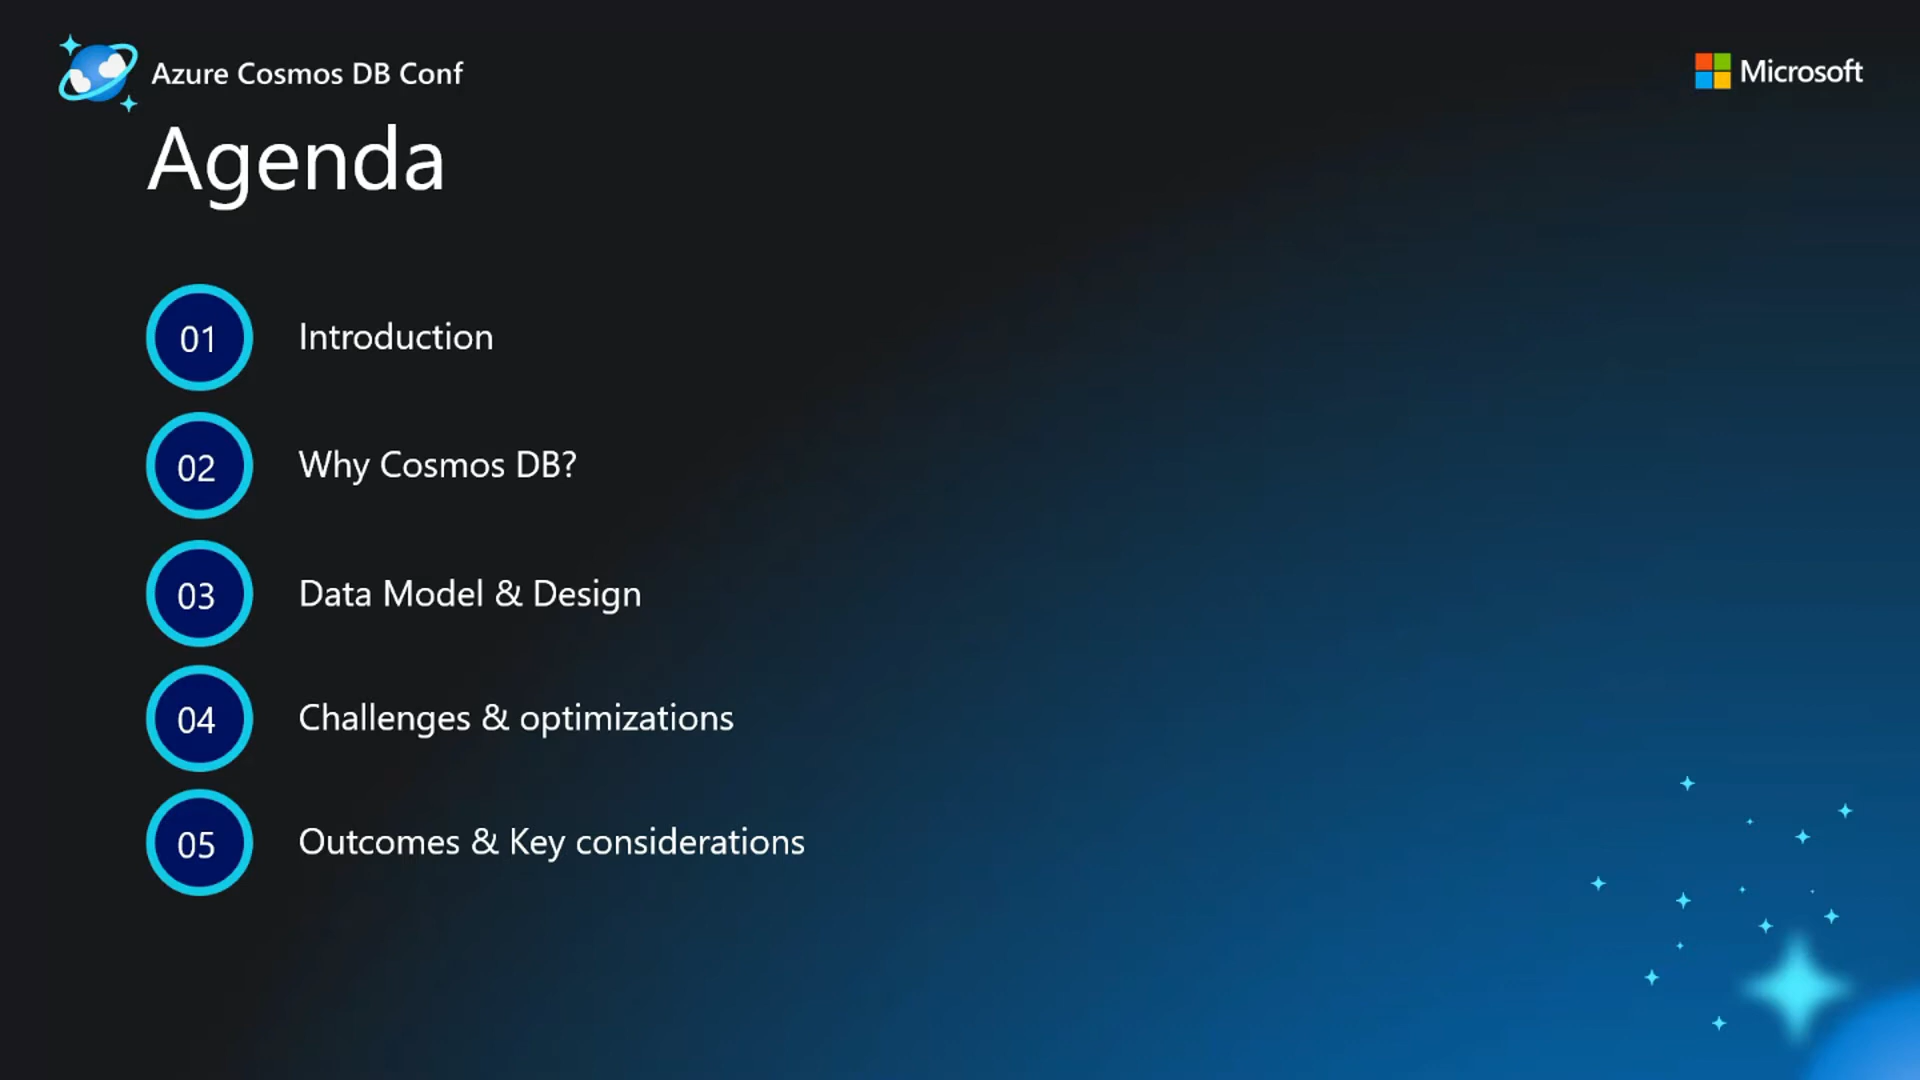 Azure Cosmos DB Conf
Microsoft
Agenda
01 Introduction
02 Why Cosmos DB?
03 Data Model & Design
04 Challenges & optimizations
05 Outcomes & Key considerations